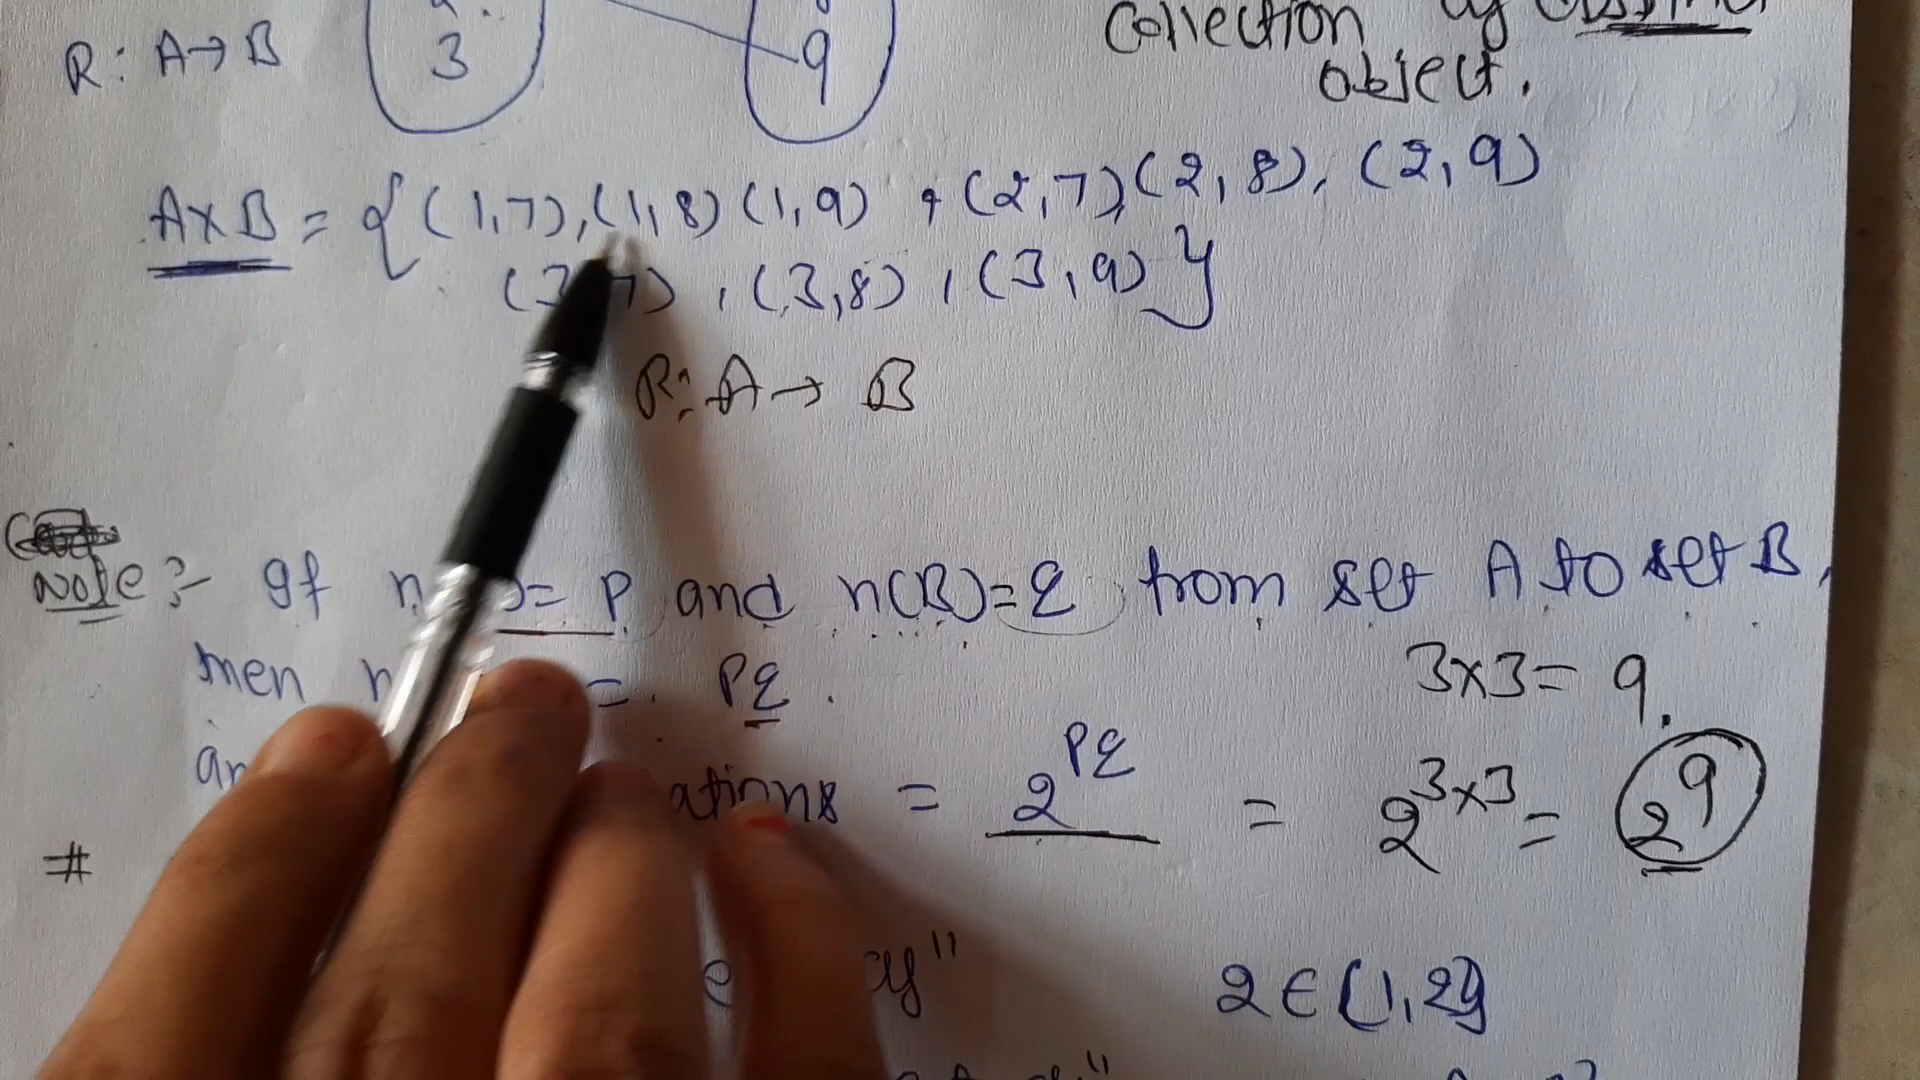 3
9
collection of
object.
R: A→B
A×B = {(1,7),(1,8)(1,9) , (2,7),(2,8), (2,9)
7), (3,8), (3,9)}
R: A→ B
Note:- If = P and n(B)=q from set A to set B,
then = pq.
3×3= 9.
= 2^pq = 2^3×3 = 2^9
#
2 ∈ {1,2}